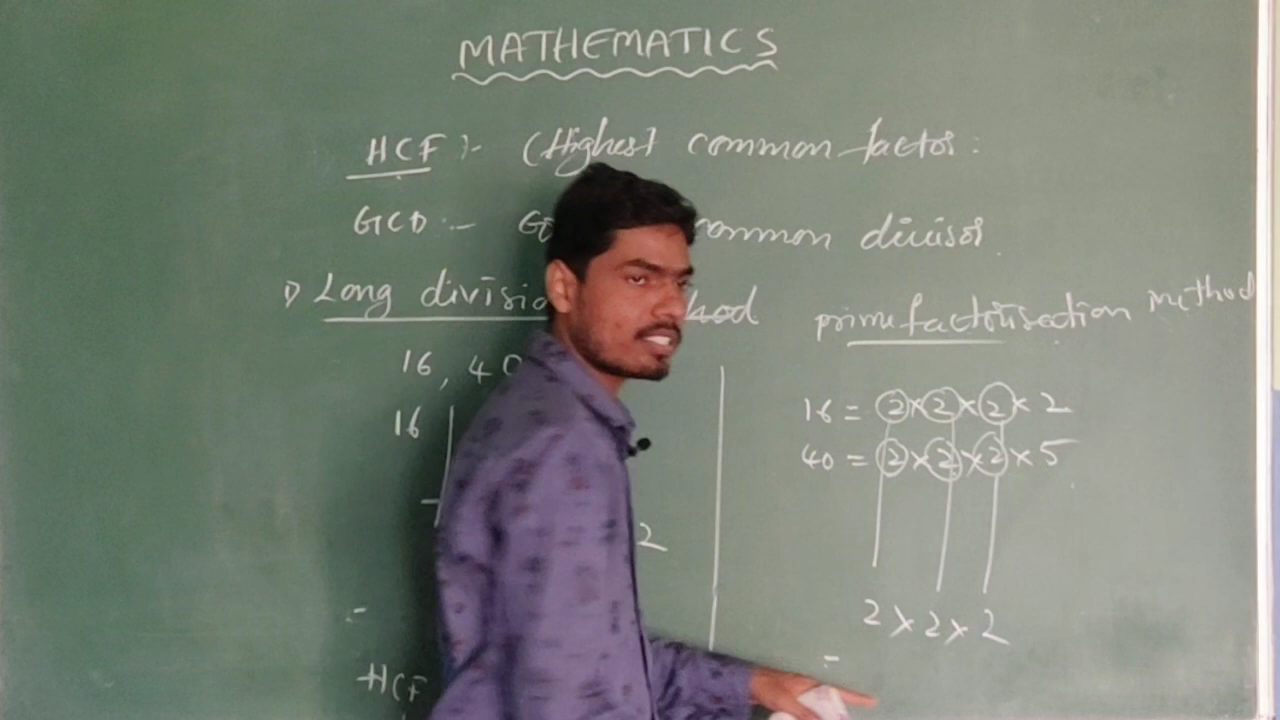 MATHEMATICS
HCF :- (Highest common factor:
GCD :- common divisor.
1) Long
16, 40
16
2
HCF
prime factorisation Method
16 = 2 × 2 × 2 × 2
40 = 2 × 2 × 2 × 5
2 × 2 × 2
=